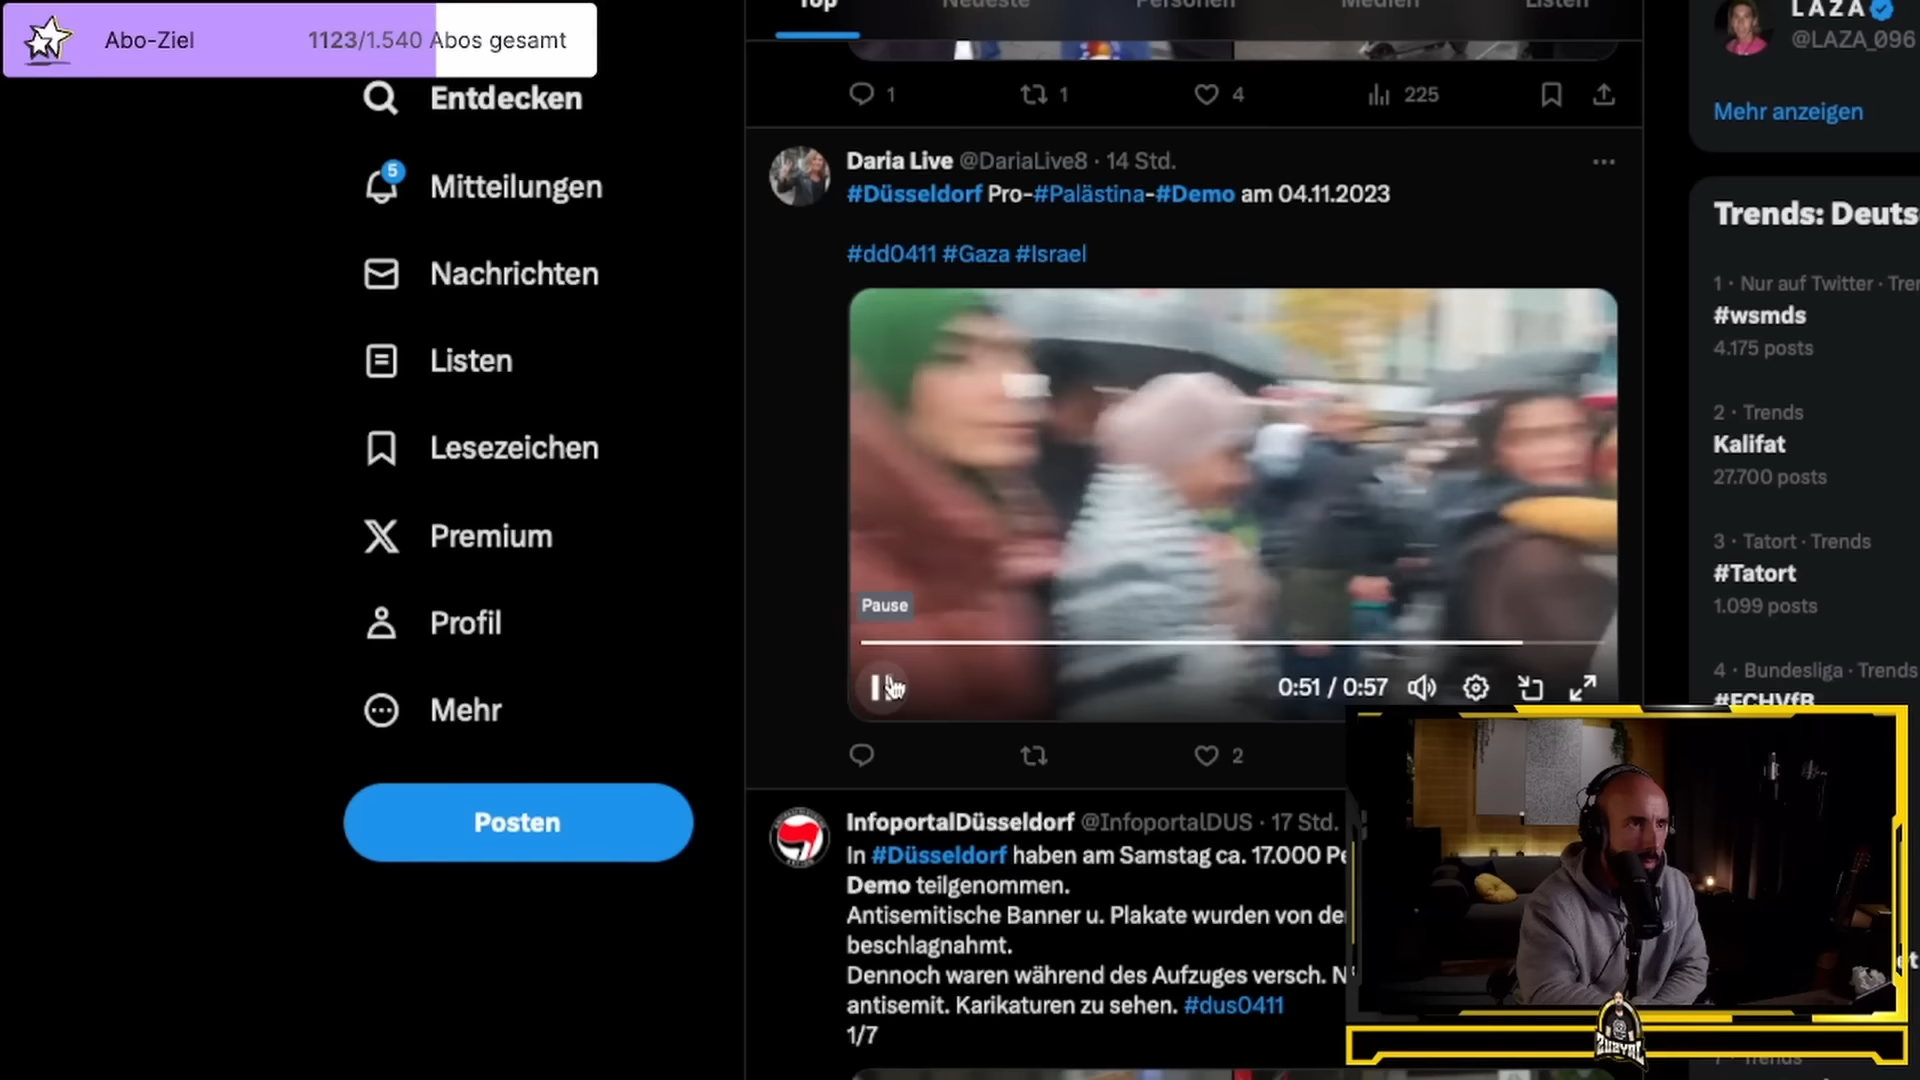 Abo-Ziel 1123/1.540 Abos gesamt
Entdecken
5
Mitteilungen
Nachrichten
Listen
Lesezeichen
Premium
Profil
Mehr
Posten
Top Neueste Personen Medien Listen
1 1 4 225
Daria Live @DariaLive8 · 14 Std.
#Düsseldorf Pro-#Palästina-#Demo am 04.11.2023
#dd0411 #Gaza #Israel
Pause
0:51 / 0:57
2
InfoportalDüsseldorf @InfoportalDUS · 17 Std.
In #Düsseldorf haben am Samstag ca. 17.000 Pe
Demo teilgenommen.
Antisemitische Banner u. Plakate wurden von de
beschlagnahmt.
Dennoch waren während des Aufzuges versch. N
antisemit. Karikaturen zu sehen. #dus0411
1/7
LAZA
@LAZA_096
Mehr anzeigen
Trends: Deuts
1 · Nur auf Twitter · Tren
#wsmds
4.175 posts
2 · Trends
Kalifat
27.700 posts
3 · Tatort · Trends
#Tatort
1.099 posts
4 · Bundesliga · Trends
#FCHVfB
7 · Trends